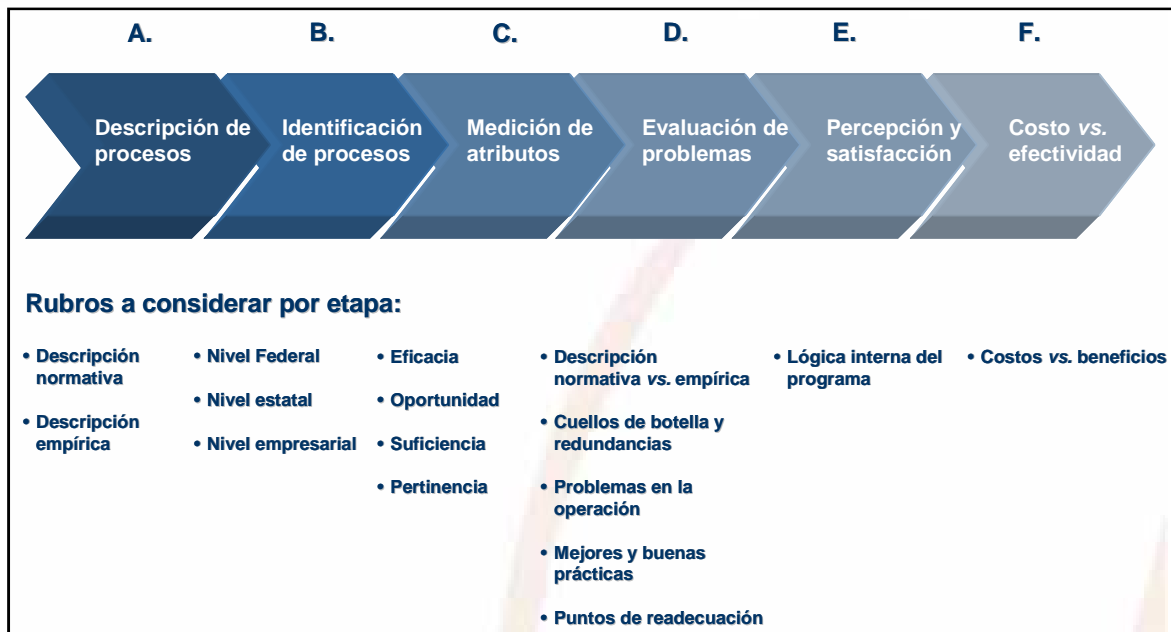 A.
B.
C.
D.
E.
F.
Descripción de
procesos
Identificación
de procesos
Medición de
atributos
Evaluación de
problemas
Percepción y
satisfacción
Costo vs.
efectividad
Rubros a considerar por etapa:
• Descripción
normativa
• Descripción
empírica
• Nivel Federal
• Nivel estatal
• Nivel empresarial
• Eficacia
• Oportunidad
• Suficiencia
• Pertinencia
• Descripción
normativa vs. empírica
• Cuellos de botella y
redundancias
• Problemas en la
operación
• Mejores y buenas
prácticas
• Puntos de readecuación
• Lógica interna del
programa
• Costos vs. beneficios